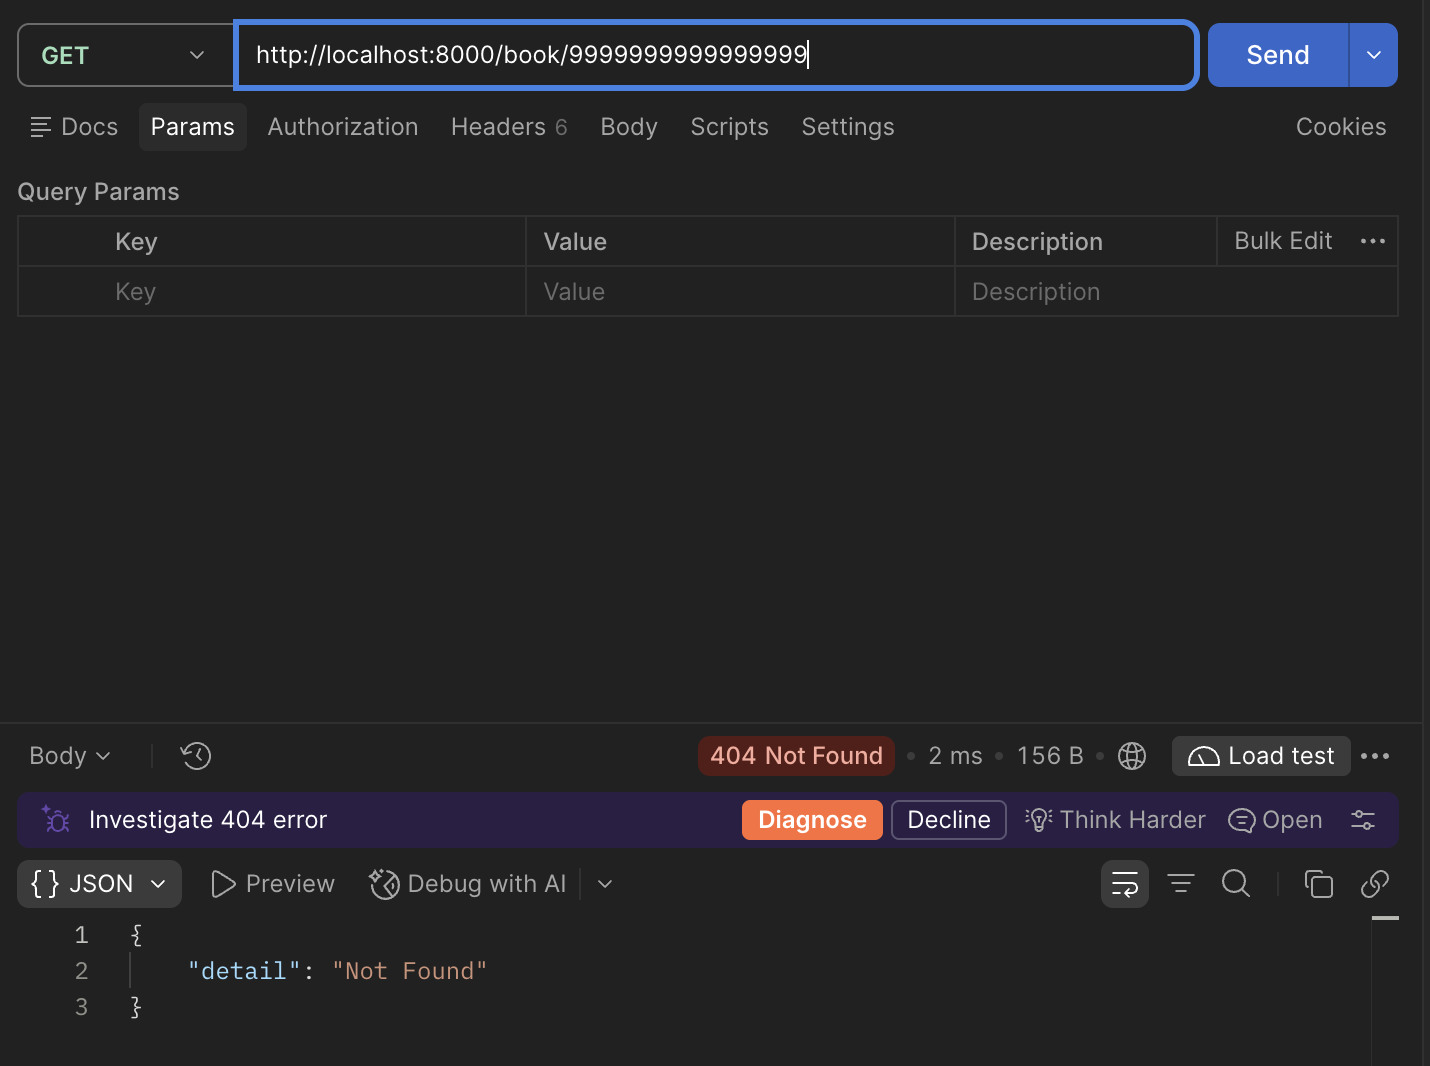 GET http://localhost:8000/book/9999999999999999 Send
Docs Params Authorization Headers 6 Body Scripts Settings Cookies
Query Params
Key Value Description Bulk Edit
Key Value Description
Body 404 Not Found • 2 ms • 156 B • Load test
Investigate 404 error Diagnose Decline Think Harder Open
{} JSON Preview Debug with AI
1 {
2 "detail": "Not Found"
3 }